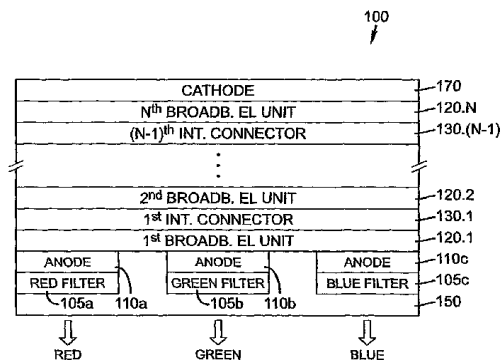 100
CATHODE 170
Nth BROADB. EL UNIT 120.N
(N-1)th INT. CONNECTOR 130.(N-1)
2nd BROADB. EL UNIT 120.2
1st INT. CONNECTOR 130.1
1st BROADB. EL UNIT 120.1
ANODE ANODE ANODE 110c
RED FILTER GREEN FILTER BLUE FILTER 105c
105a 110a 105b 110b 150
RED GREEN BLUE